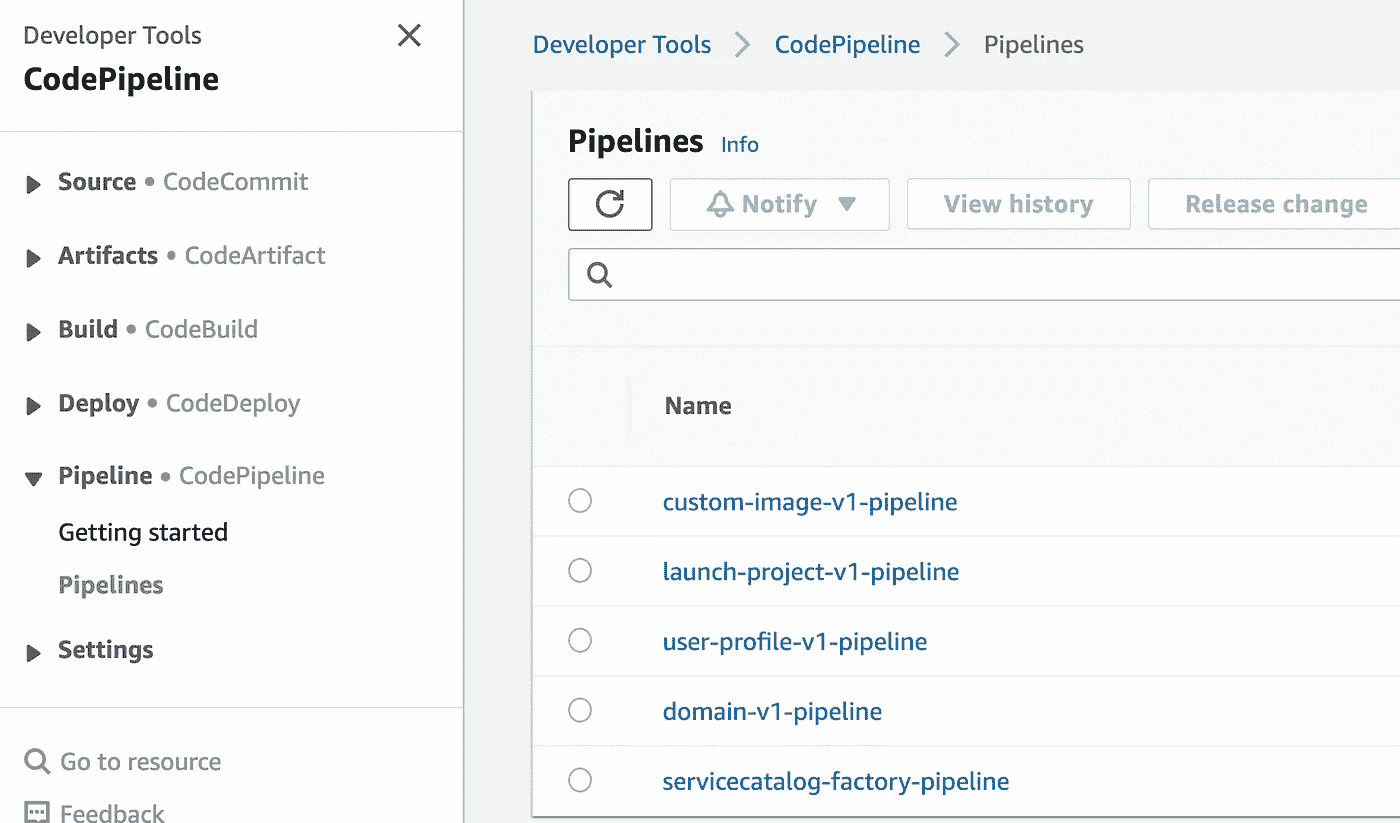 Developer Tools
CodePipeline
Source • CodeCommit
Artifacts • CodeArtifact
Build • CodeBuild
Deploy • CodeDeploy
Pipeline • CodePipeline
Getting started
Pipelines
Settings
Go to resource
Feedback
Developer Tools > CodePipeline > Pipelines
Pipelines Info
Notify View history Release change
Name
custom-image-v1-pipeline
launch-project-v1-pipeline
user-profile-v1-pipeline
domain-v1-pipeline
servicecatalog-factory-pipeline